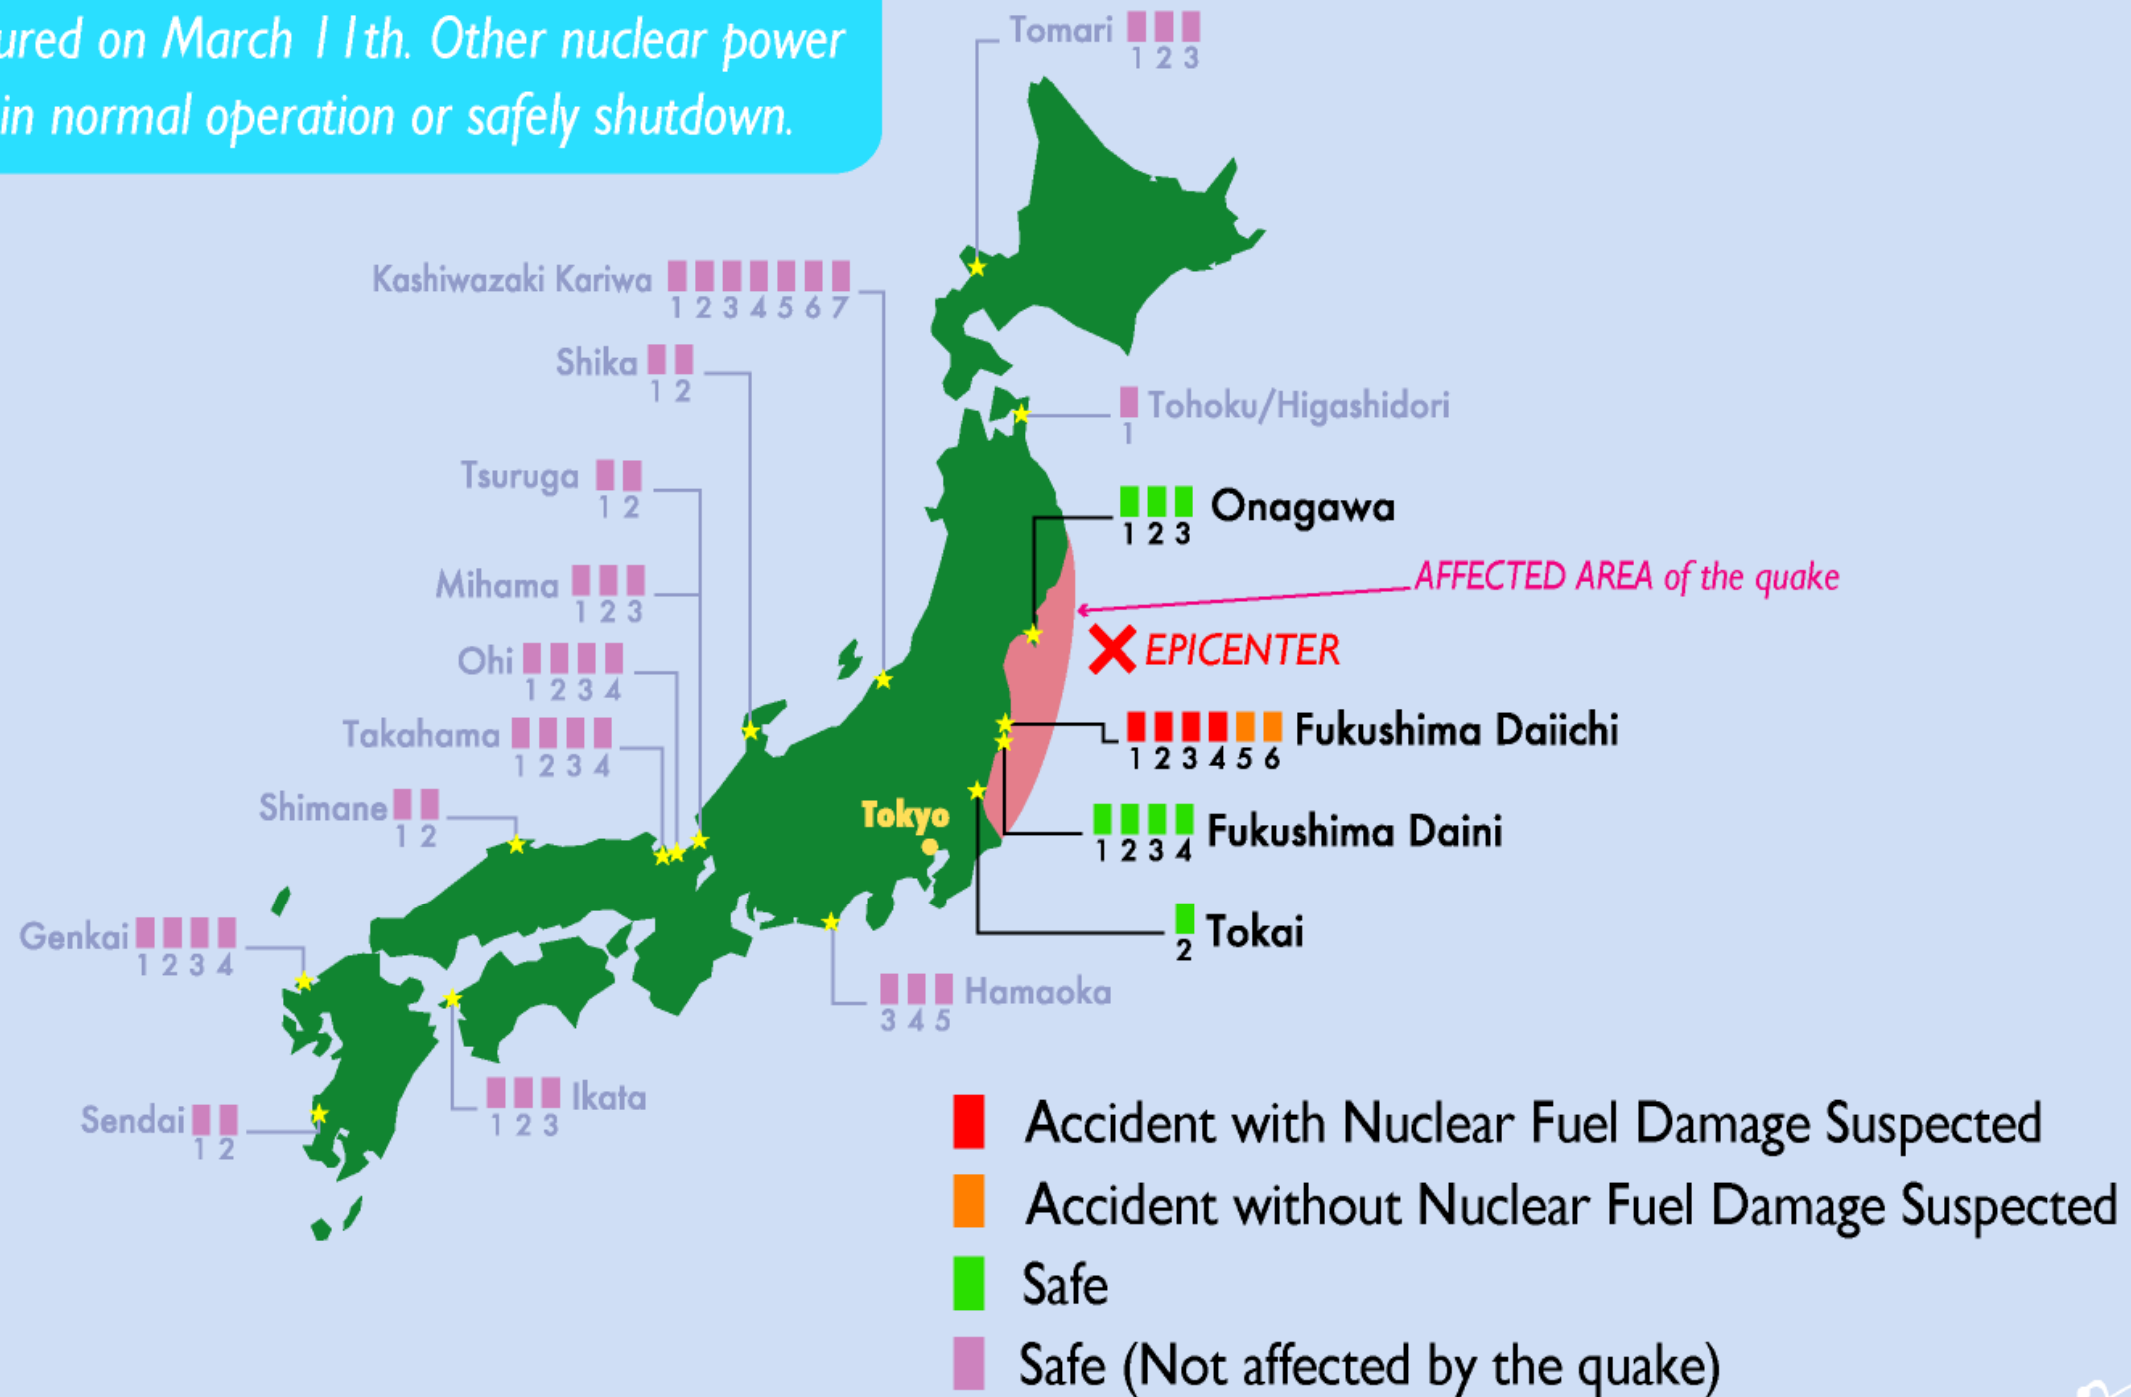 ured on March 11th. Other nuclear power
in normal operation or safely shutdown.
Tomari
1 2 3
Kashiwazaki Kariwa
1 2 3 4 5 6 7
Shika
1 2
Tohoku/Higashidori
1
Tsuruga
1 2
Onagawa
1 2 3
Mihama
1 2 3
AFFECTED AREA of the quake
EPICENTER
Ohi
1 2 3 4
Takahama
1 2 3 4
Fukushima Daiichi
1 2 3 4 5 6
Shimane
1 2
Tokyo
Fukushima Daini
1 2 3 4
Genkai
1 2 3 4
Tokai
2
Hamaoka
3 4 5
Ikata
1 2 3
Sendai
1 2
Accident with Nuclear Fuel Damage Suspected
Accident without Nuclear Fuel Damage Suspected
Safe
Safe (Not affected by the quake)